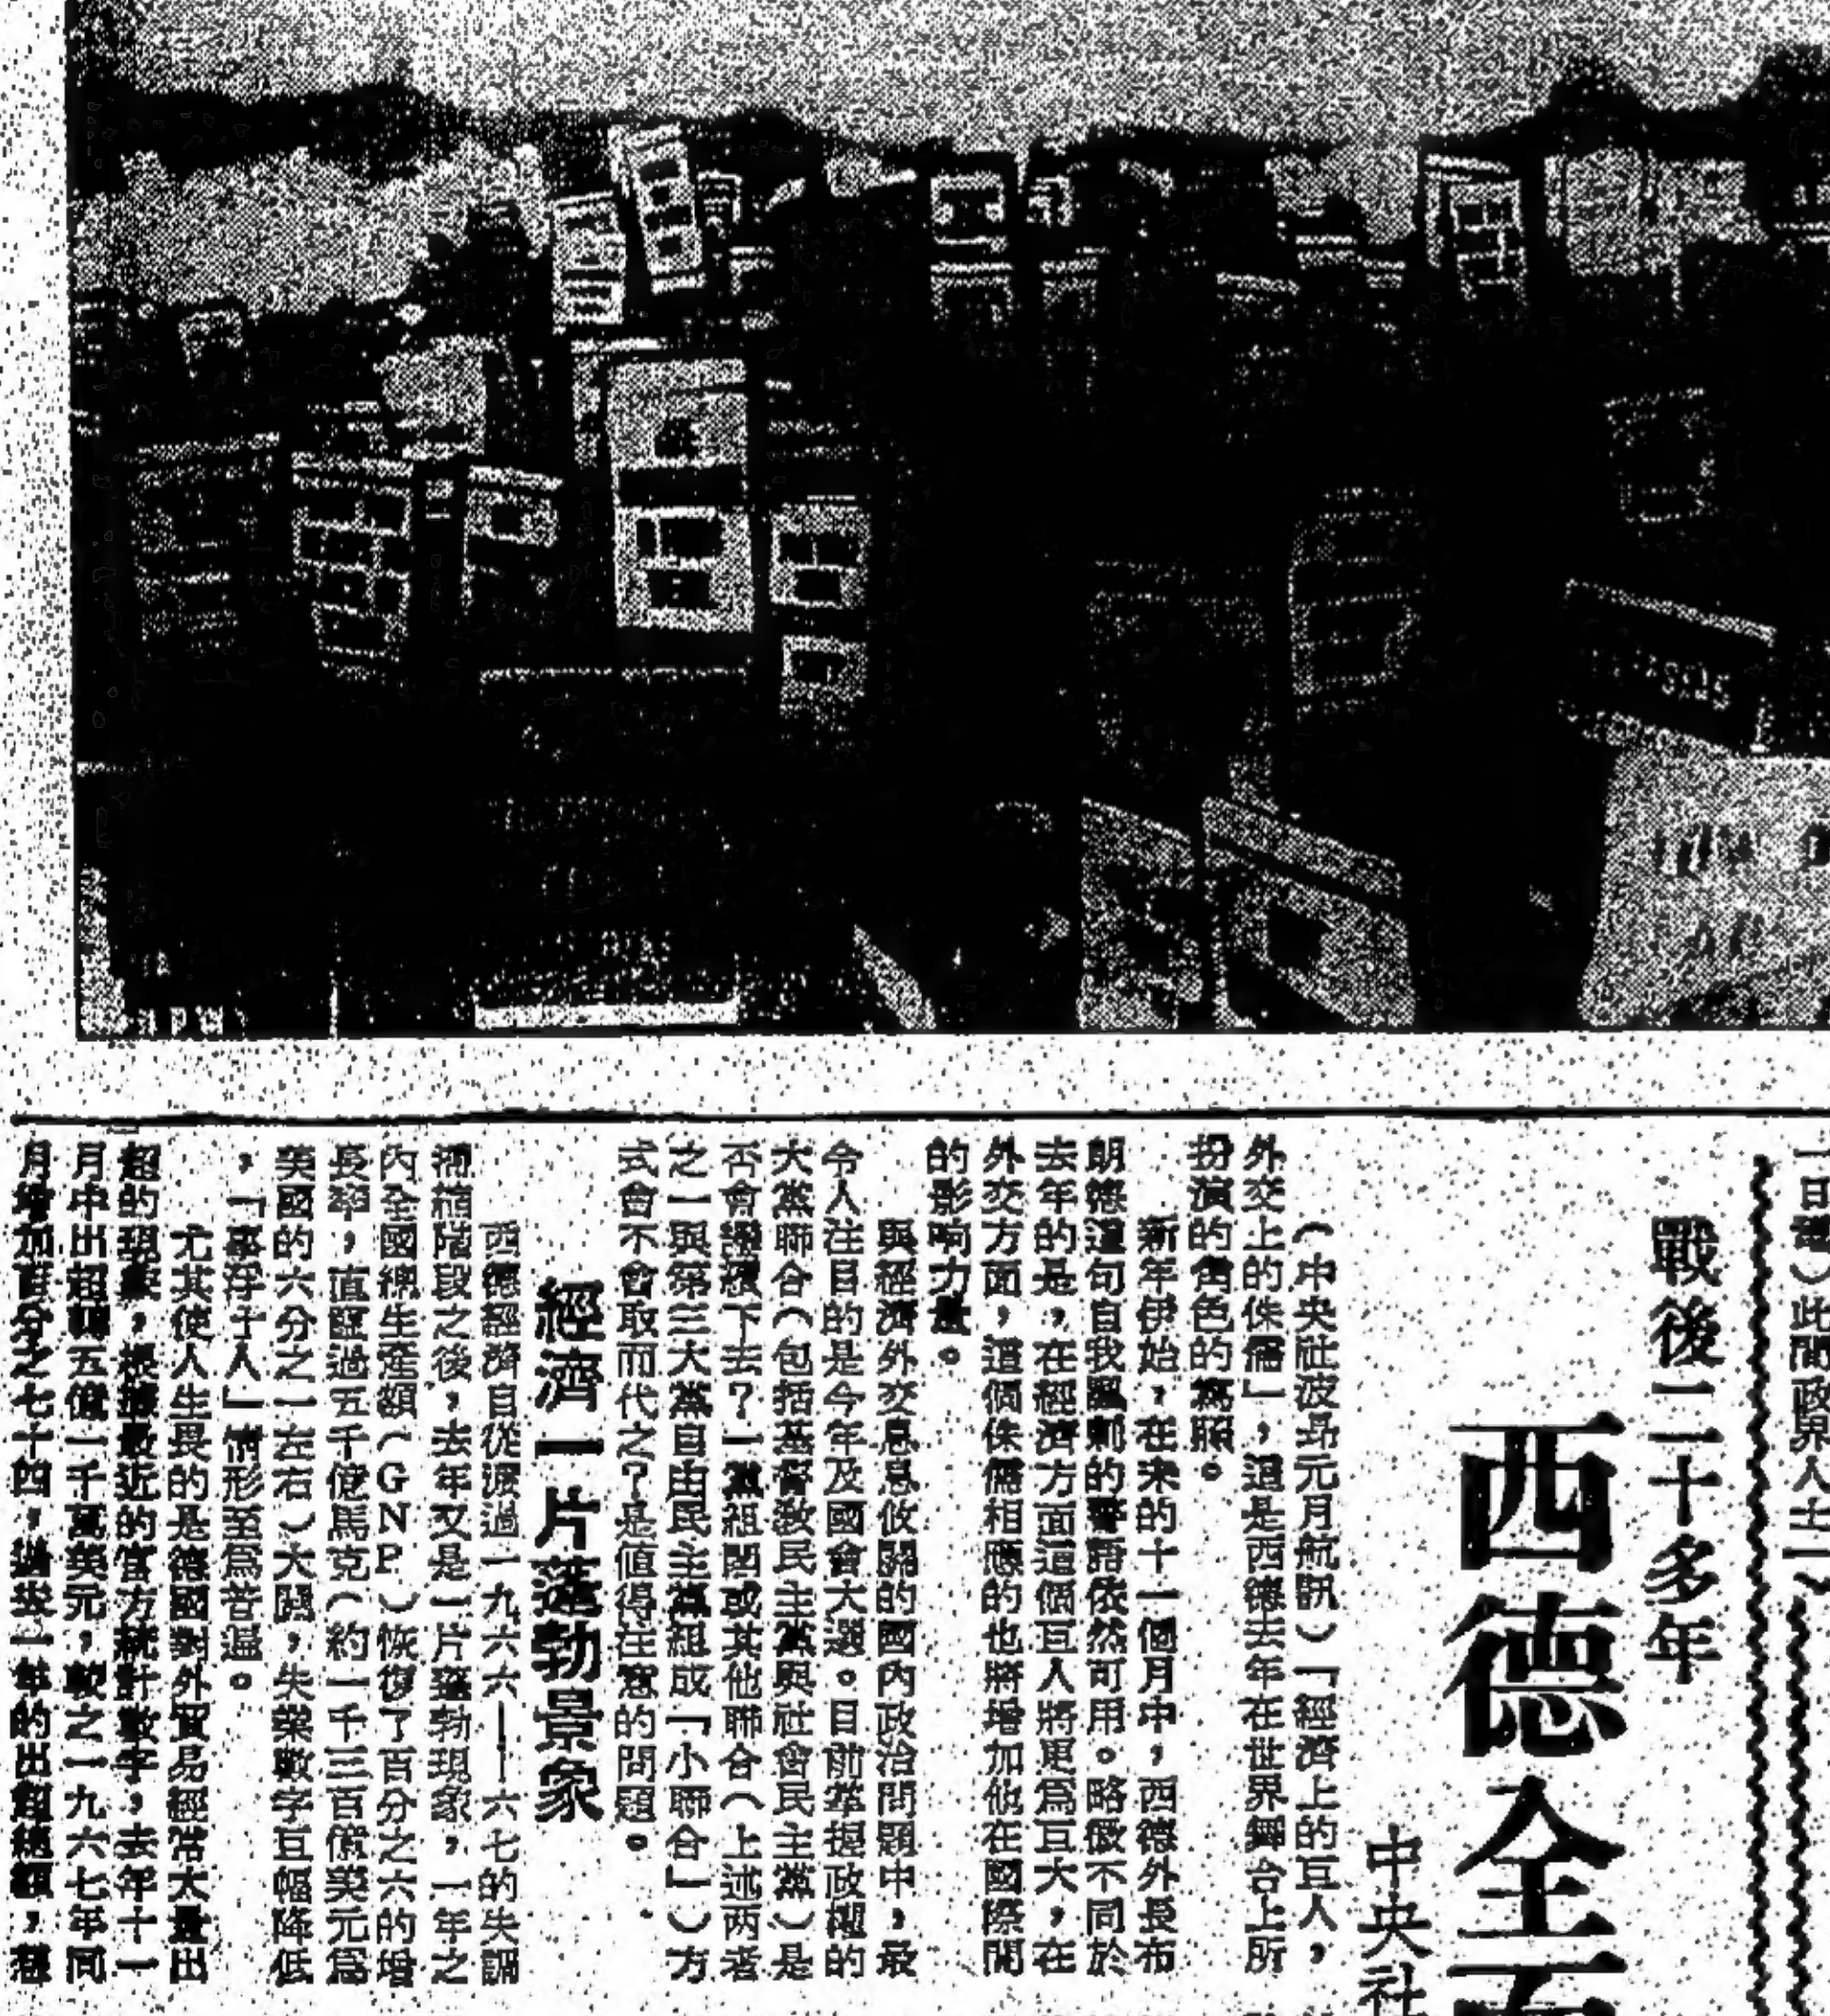 一日電）此間政界人士一
戰後二十多年
西德全面
中央社
（中央社波昂元月航訊）「經濟上的巨人，
外交上的侏儒」，這是西德去年在世界舞台上所
扮演的角色的寫照。
新年伊始，在未來的十一個月中，西德外長布
朗德這句自我諷刺的警語依然可用。略微不同於
去年的是，在經濟方面這個巨人將更爲巨大，在
外交方面，這個侏儒相應的也將增加他在國際間
的影响力量。
與經濟外交息息攸關的國內政治問題中，最
令人注目的是今年及國會大選。目前掌握政權的
大黨聯合（包括基督敎民主黨與社會民主黨）是
否會繼續下去？一黨組閣或其他聯合（上述两者
之一與第三大黨自由民主黨組成「小聯合」）方
式會不會取而代之？是值得注意的問題。
經濟一片蓬勃景象
西德經濟自從渡過一九六六——六七的失調
補縮階段之後，去年又是一片蓬勃現象，一年之
內全國總生產額（GNP）恢復了百分之六的增
長率，直區過五千億馬克（約一千三百億美元爲
美國的六分之一左右）大關，失業數字巨幅降低
，「事浮于人」情形至爲普遍。
尤其使人生畏的是德國對外貿易經常大量出
超的現象，根據最近的官方統計數字，去年十一
月中出超達五億一千萬美元，較之一九六七年同
月增加百分之七十四，過去一年的出超總額，